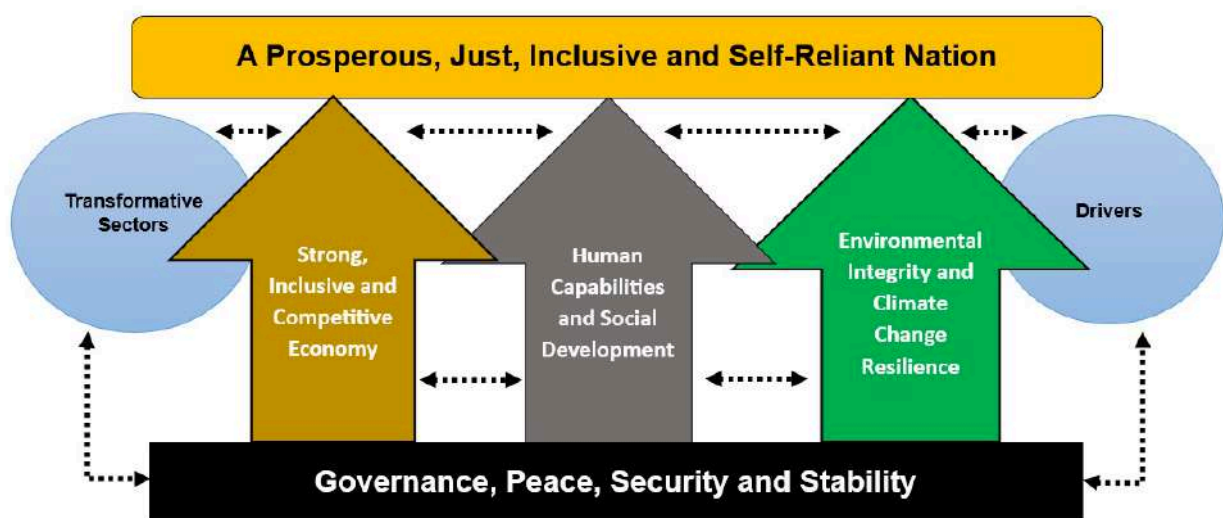 A Prosperous, Just, Inclusive and Self-Reliant Nation
Transformative
Sectors
Strong,
Inclusive and
Competitive
Economy
Human
Capabilities
and Social
Development
Environmental
Integrity and
Climate
Change
Resilience
Drivers
Governance, Peace, Security and Stability